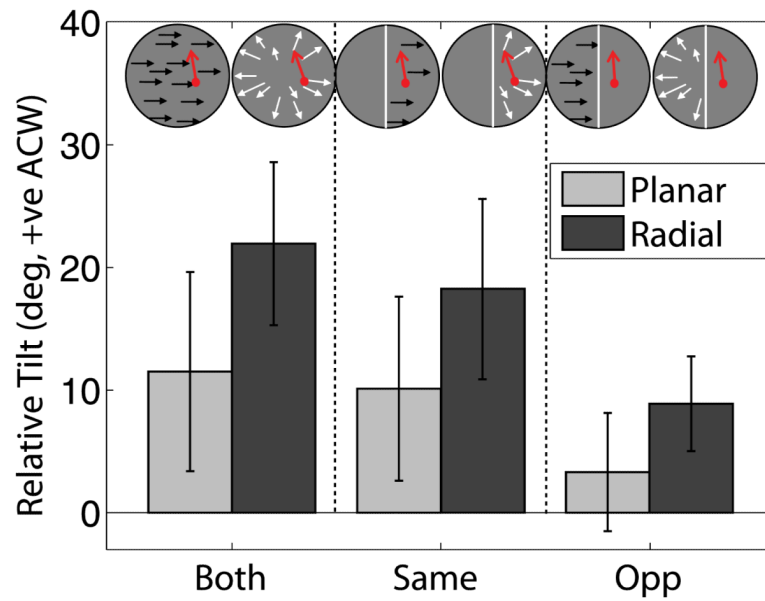 40
30
20
10
0
Relative Tilt (deg, +ve ACW)
Planar
Radial
Both
Same
Opp